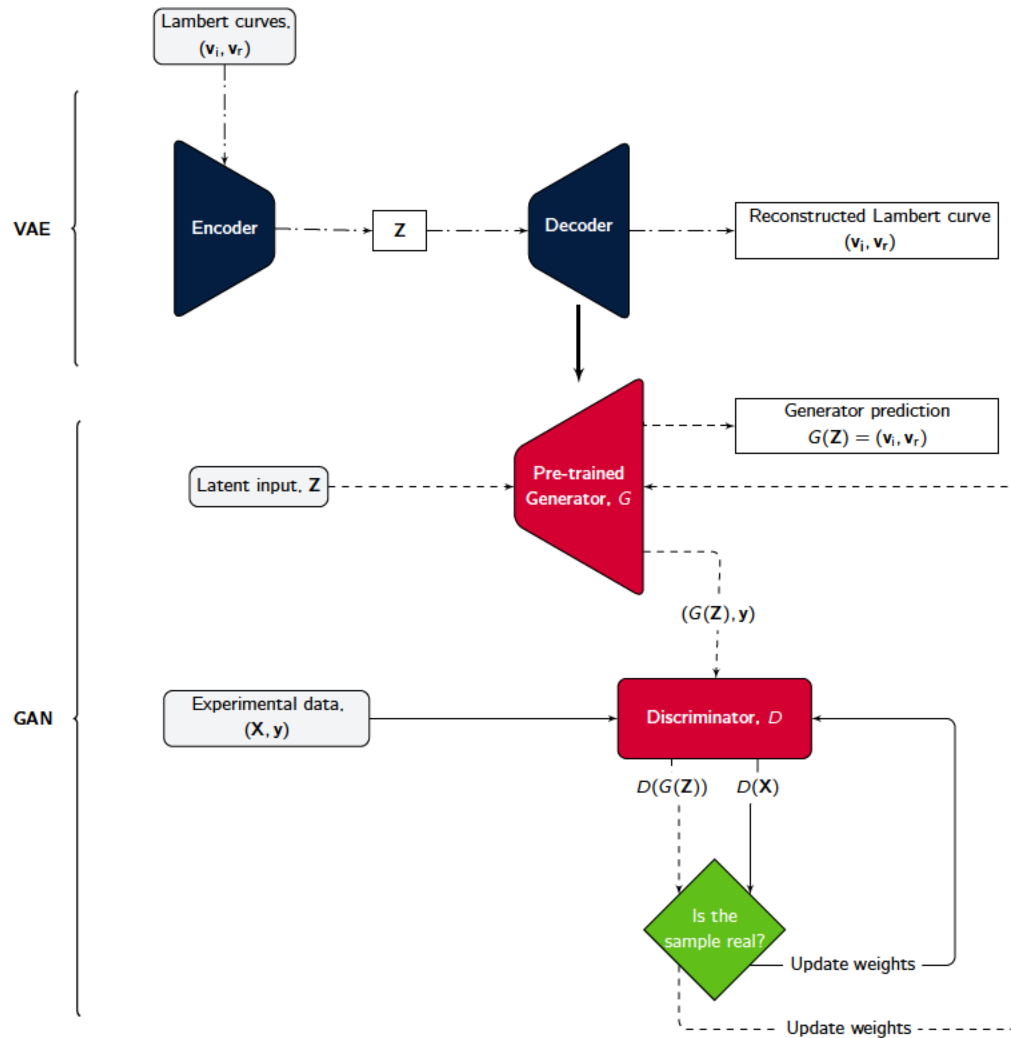 Lambert curves,
(vᵢ, vᵣ)
VAE
Encoder
Z
Decoder
Reconstructed Lambert curve
(vᵢ, vᵣ)
Generator prediction
G(Z) = (vᵢ, vᵣ)
Latent input, Z
Pre-trained
Generator, G
(G(Z), y)
GAN
Experimental data,
(X, y)
Discriminator, D
D(G(Z)) D(X)
Is the
sample real?
Update weights
Update weights